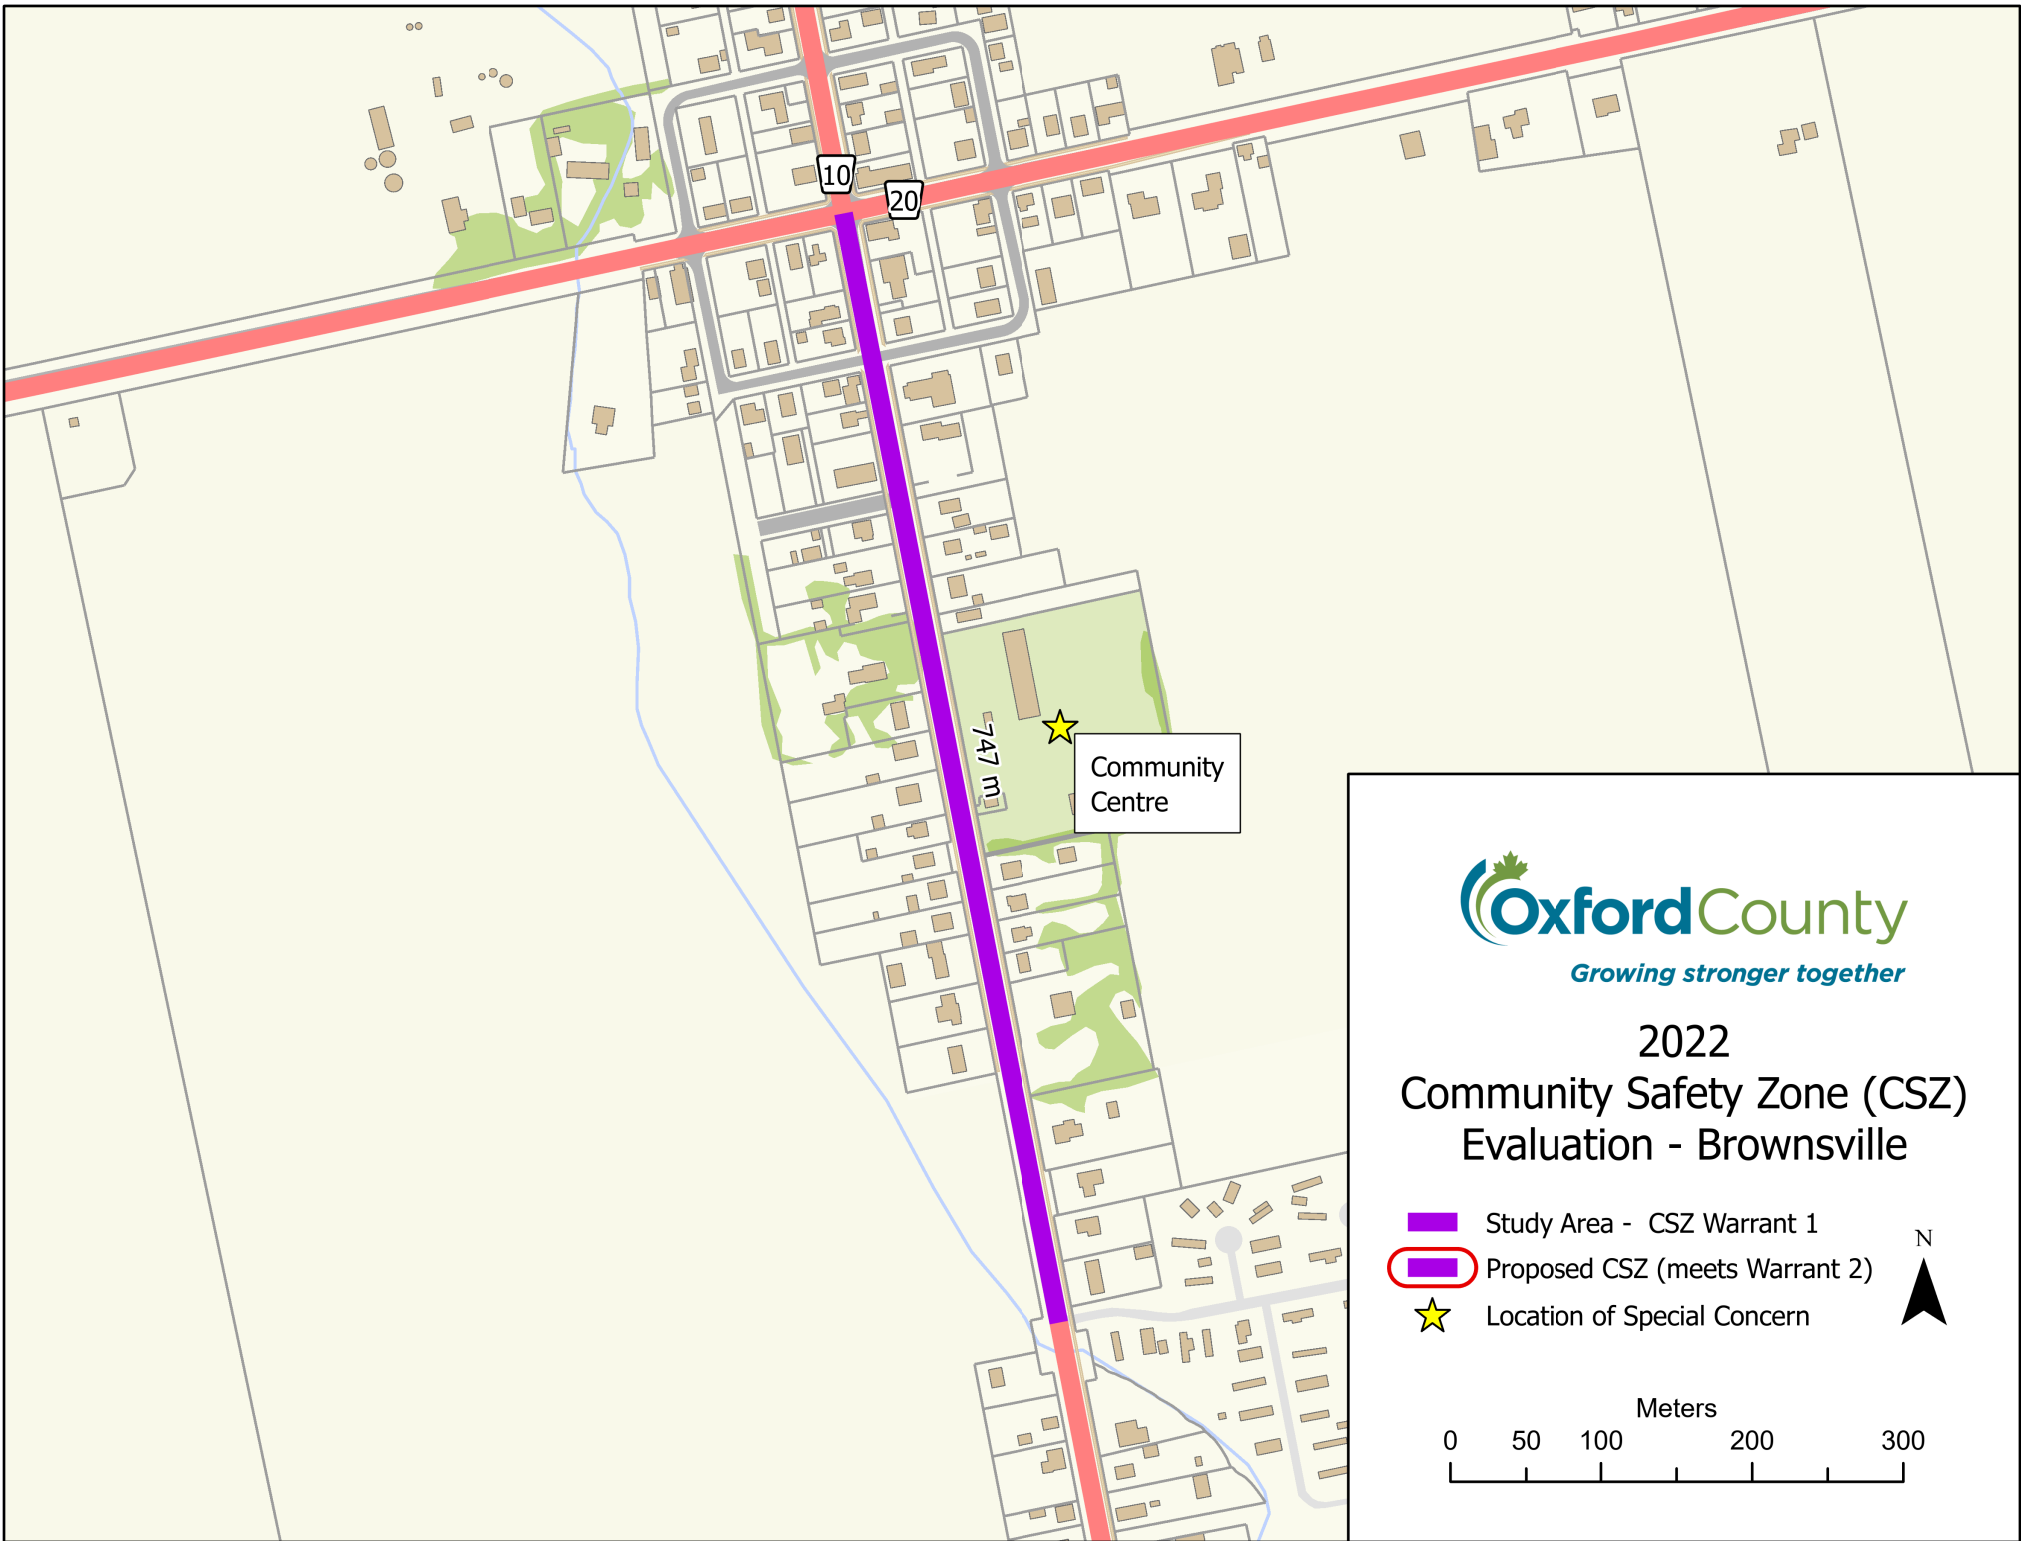 10
20
747 m
Community
Centre
OxfordCounty
Growing stronger together
2022
Community Safety Zone (CSZ)
Evaluation - Brownsville
Study Area - CSZ Warrant 1
Proposed CSZ (meets Warrant 2)
Location of Special Concern
N
Meters
0 50 100 200 300